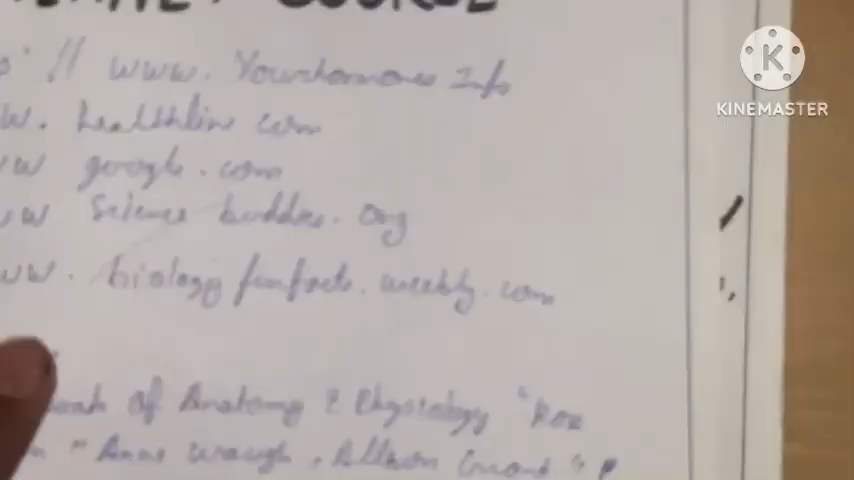 // www. Yourhormones Info
KINEMASTER
W. healthline com
google. com
Science buddies. org
WW. biology funfacts. weebly. com
Of Anatomy & Physiology "Ross
"Anne waugh, Allison Grant"